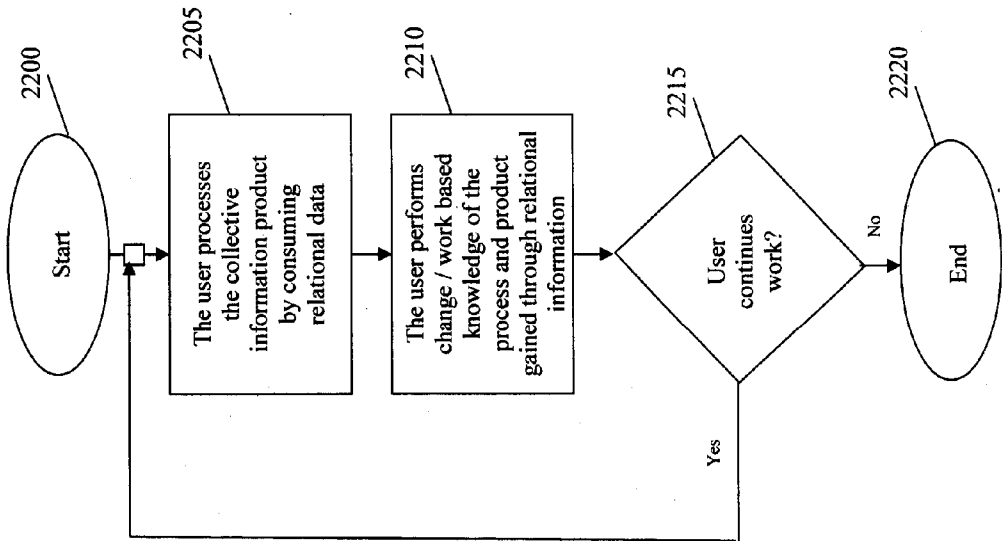 2200
Start
2205
The user processes
the collective
information product
by consuming
relational data
2210
The user performs
change / work based
knowledge of the
process and product
gained through relational
information
2215
User
continues
work?
Yes
No
2220
End